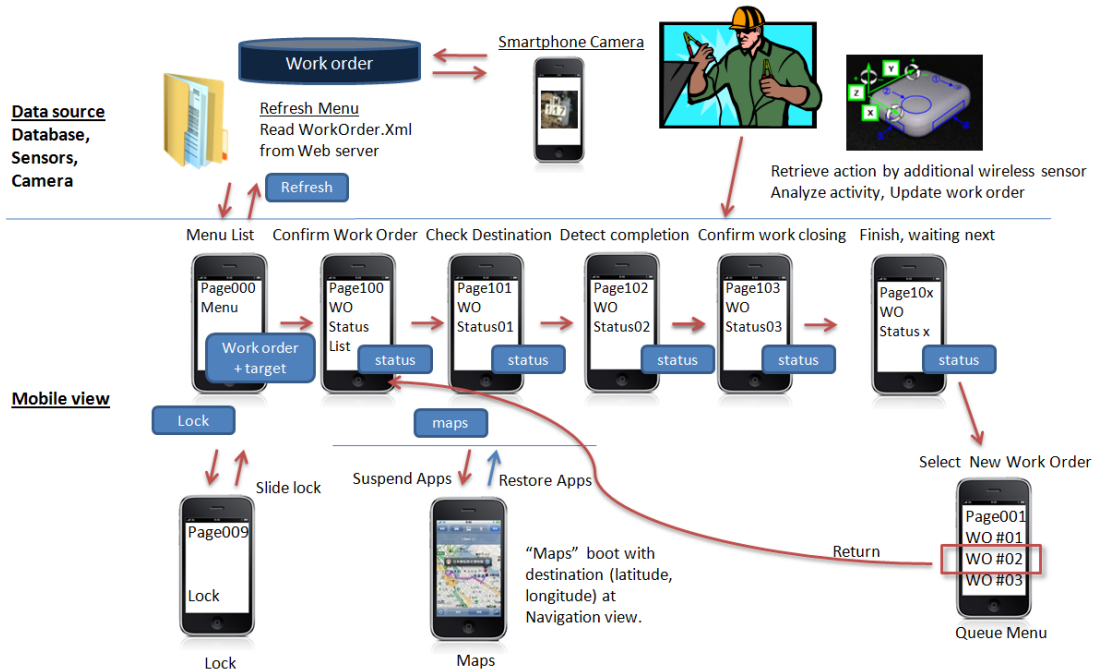 Work order
Smartphone Camera
Data source
Database,
Sensors,
Camera
Refresh Menu
Read WorkOrder.Xml
from Web server
Refresh
Y
Z
X
Retrieve action by additional wireless sensor
Analyze activity, Update work order
Menu List
Confirm Work Order
Check Destination
Detect completion
Confirm work closing
Finish, waiting next
Page000
Menu
Work order
+ target
Page100
WO
Status
List
status
Page101
WO
Status01
status
Page102
WO
Status02
status
Page103
WO
Status03
status
Page10x
WO
Status x
status
Mobile view
Lock
maps
Slide lock
Suspend Apps
Restore Apps
Page009
Lock
Lock
“Maps” boot with
destination (latitude,
longitude) at
Navigation view.
Maps
Return
Select New Work Order
Page001
WO #01
WO #02
WO #03
Queue Menu